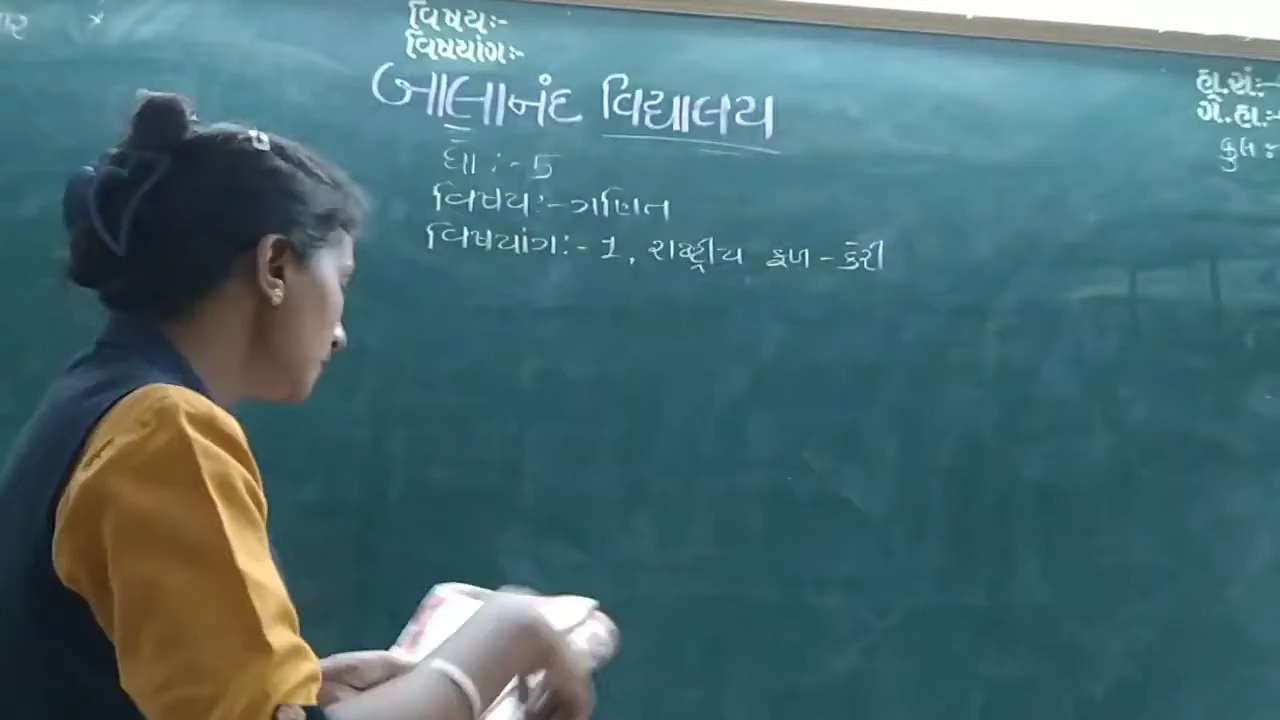 વિષય:-
વિષયાંગ:-
બાલાનંદ વિદ્યાલય
ધો :- 5
વિષય:- ગણિત
વિષયાંગ:- 1. રાષ્ટ્રીય ફળ - કેરી
હા.સં:-
ગે.હા:-
કુલ :